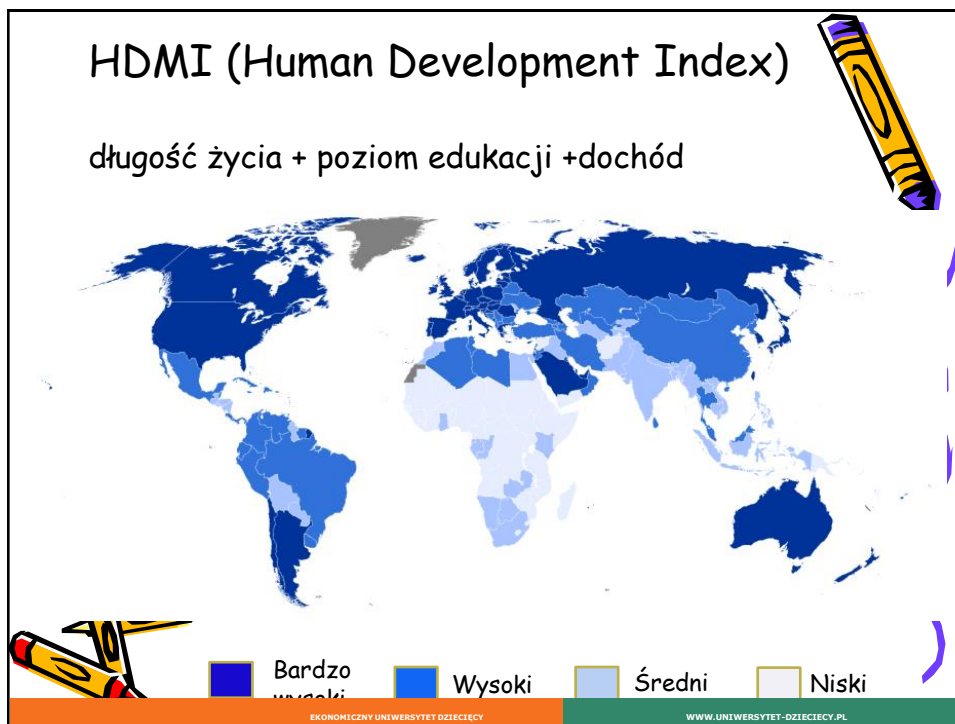 HDMI (Human Development Index)
długość życia + poziom edukacji +dochód
Bardzo
wysoki
Wysoki
Średni
Niski
EKONOMICZNY UNIWERSYTET DZIECIĘCY
WWW.UNIWERSYTET-DZIECIECY.PL